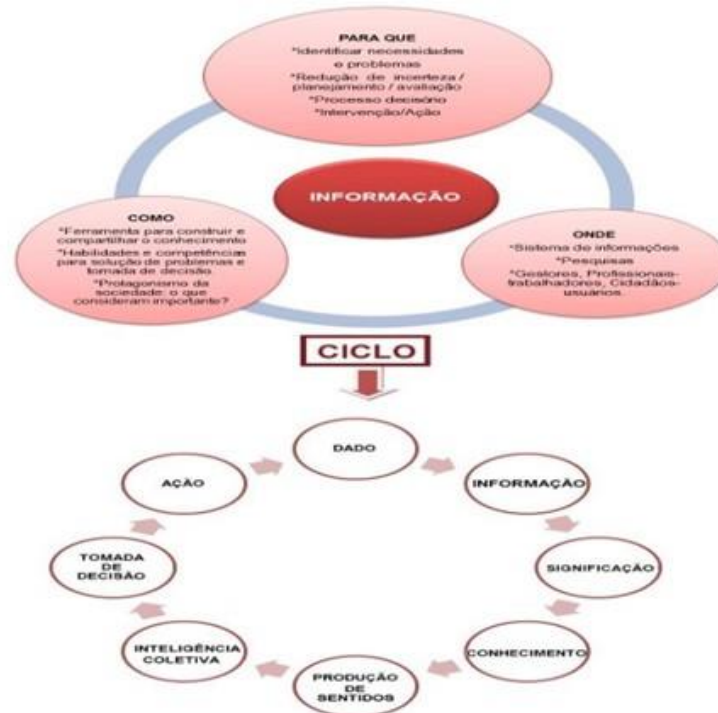 PARA QUE
*Identificar necessidades
e problemas
*Redução de incerteza /
planejamento / avaliação
*Processo decisório
*Intervenção/Ação
INFORMAÇÃO
COMO
*Ferramenta para construir e
compartilhar o conhecimento
*Habilidades e competências
para solução de problemas e
tomada de decisão
*Protagonismo da
sociedade: o que
consideram importante?
ONDE
*Sistema de informações
*Pesquisas
*Gestores, Profissionais-
trabalhadores, Cidadãos-
usuários.
CICLO
DADO
INFORMAÇÃO
SIGNIFICAÇÃO
CONHECIMENTO
PRODUÇÃO
DE
SENTIDOS
INTELIGÊNCIA
COLETIVA
TOMADA
DE
DECISÃO
AÇÃO